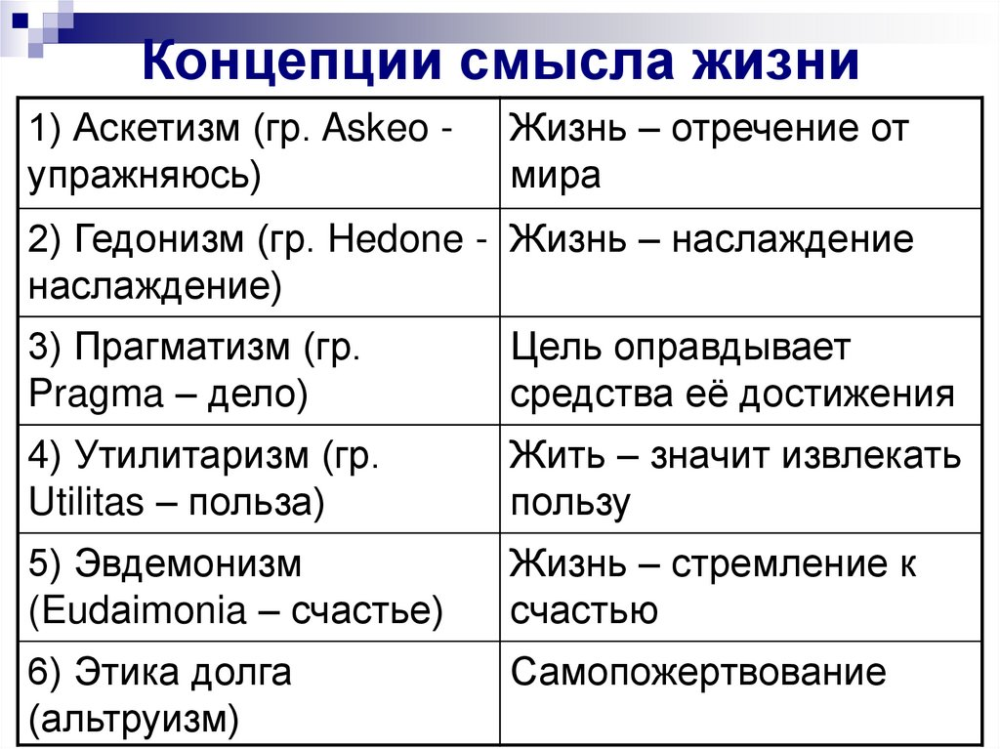 Концепции смысла жизни
1) Аскетизм (гр. Askeo -
упражняюсь)
Жизнь – отречение от
мира
2) Гедонизм (гр. Hedone -
наслаждение)
Жизнь – наслаждение
3) Прагматизм (гр.
Pragma – дело)
Цель оправдывает
средства её достижения
4) Утилитаризм (гр.
Utilitas – польза)
Жить – значит извлекать
пользу
5) Эвдемонизм
(Eudaimonia – счастье)
Жизнь – стремление к
счастью
6) Этика долга
(альтруизм)
Самопожертвование